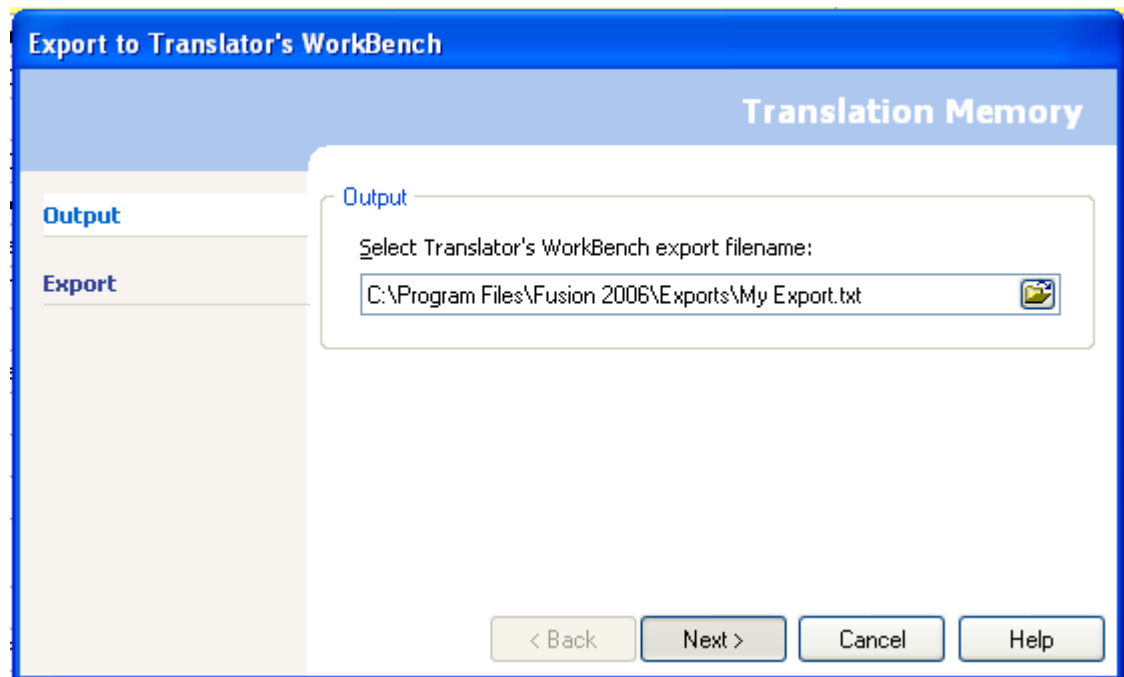 Export to Translator's WorkBench
Translation Memory
Output
Export
Output
Select Translator's WorkBench export filename:
C:\Program Files\Fusion 2006\Exports\My Export.txt
< Back
Next >
Cancel
Help